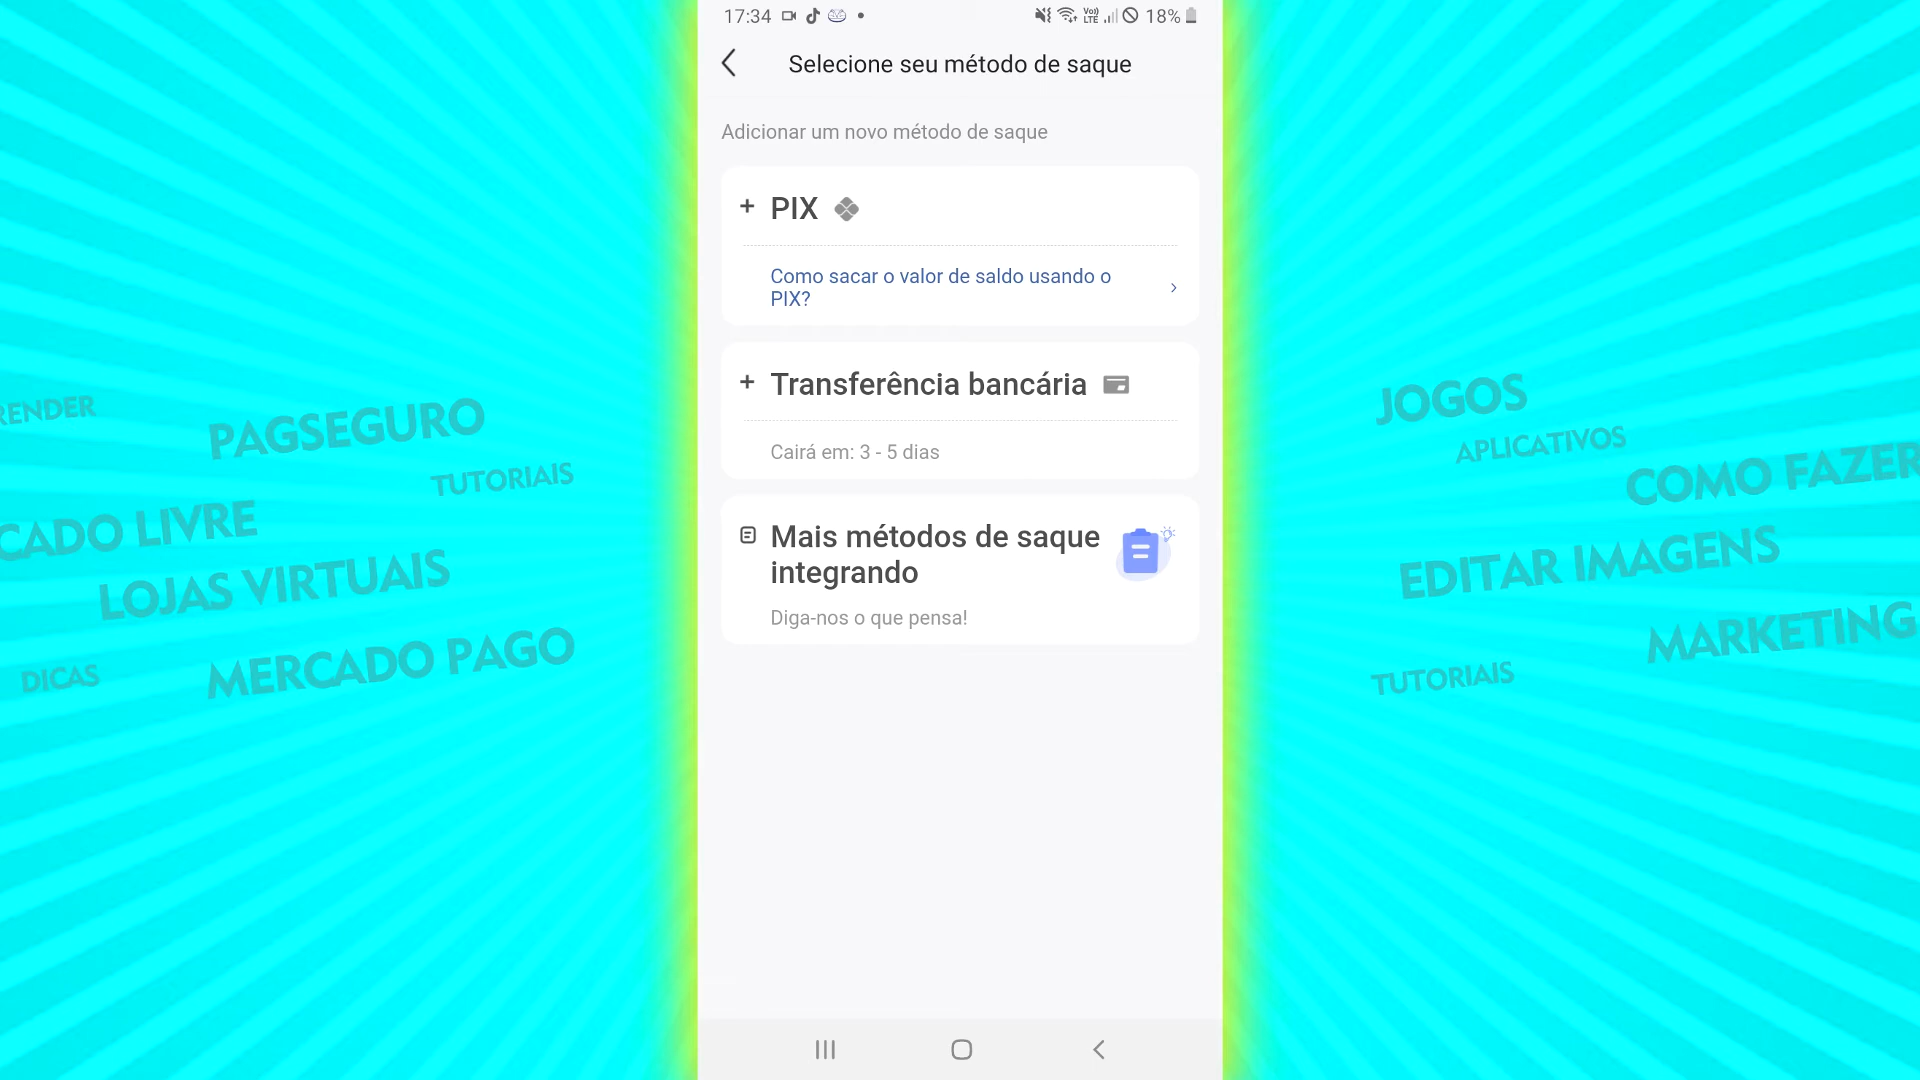 17:34
Vo))
LTE
18%
Selecione seu método de saque
Adicionar um novo método de saque
+ PIX
Como sacar o valor de saldo usando o
PIX?
+ Transferência bancária
Cairá em: 3 - 5 dias
Mais métodos de saque
integrando
Diga-nos o que pensa!
RENDER
PAGSEGURO
TUTORIAIS
CADO LIVRE
LOJAS VIRTUAIS
MERCADO PAGO
DICAS
JOGOS
APLICATIVOS
COMO FAZER
EDITAR IMAGENS
MARKETING
TUTORIAIS